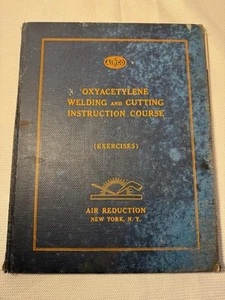 AIRCO
OXYACETYLENE
WELDING AND CUTTING
INSTRUCTION COURSE
(EXERCISES)
AIR REDUCTION
NEW YORK, N. Y.